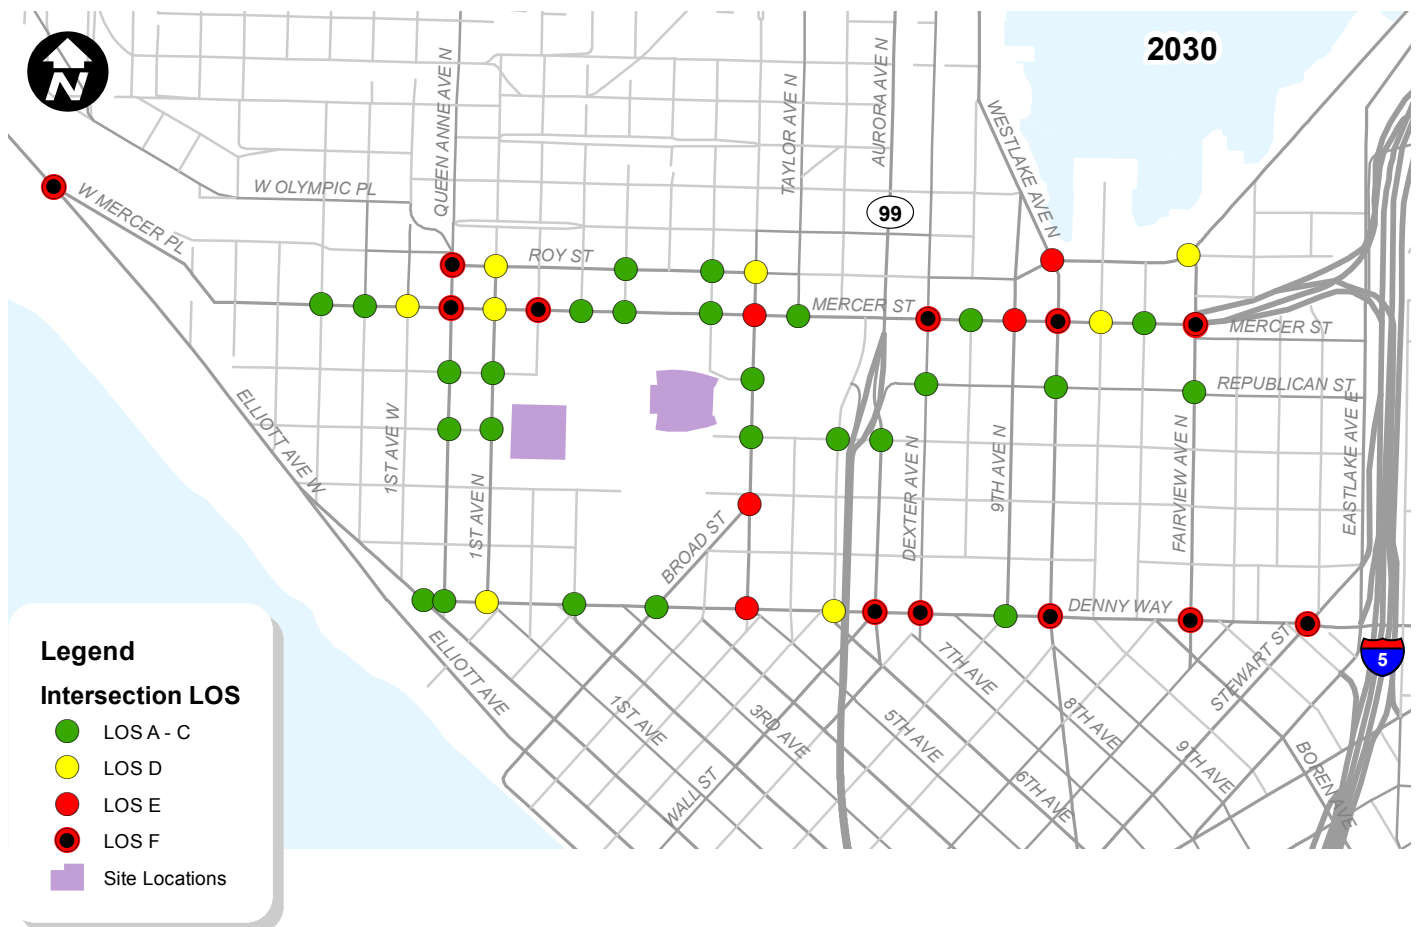 2030
N
QUEEN ANNE AVE N
TAYLOR AVE N
AURORA AVE N
WESTLAKE AVE N
W OLYMPIC PL
W MERCER PL
99
ROY ST
MERCER ST
MERCER ST
REPUBLICAN ST
ELLIOTT AVE W
1ST AVE W
1ST AVE N
BROAD ST
DEXTER AVE N
9TH AVE N
FAIRVIEW AVE N
EASTLAKE AVE E
DENNY WAY
ELLIOTT AVE
1ST AVE
3RD AVE
WALL ST
5TH AVE
6TH AVE
7TH AVE
8TH AVE
9TH AVE
STEWART ST
BOREN AVE
5
Legend
Intersection LOS
LOS A - C
LOS D
LOS E
LOS F
Site Locations